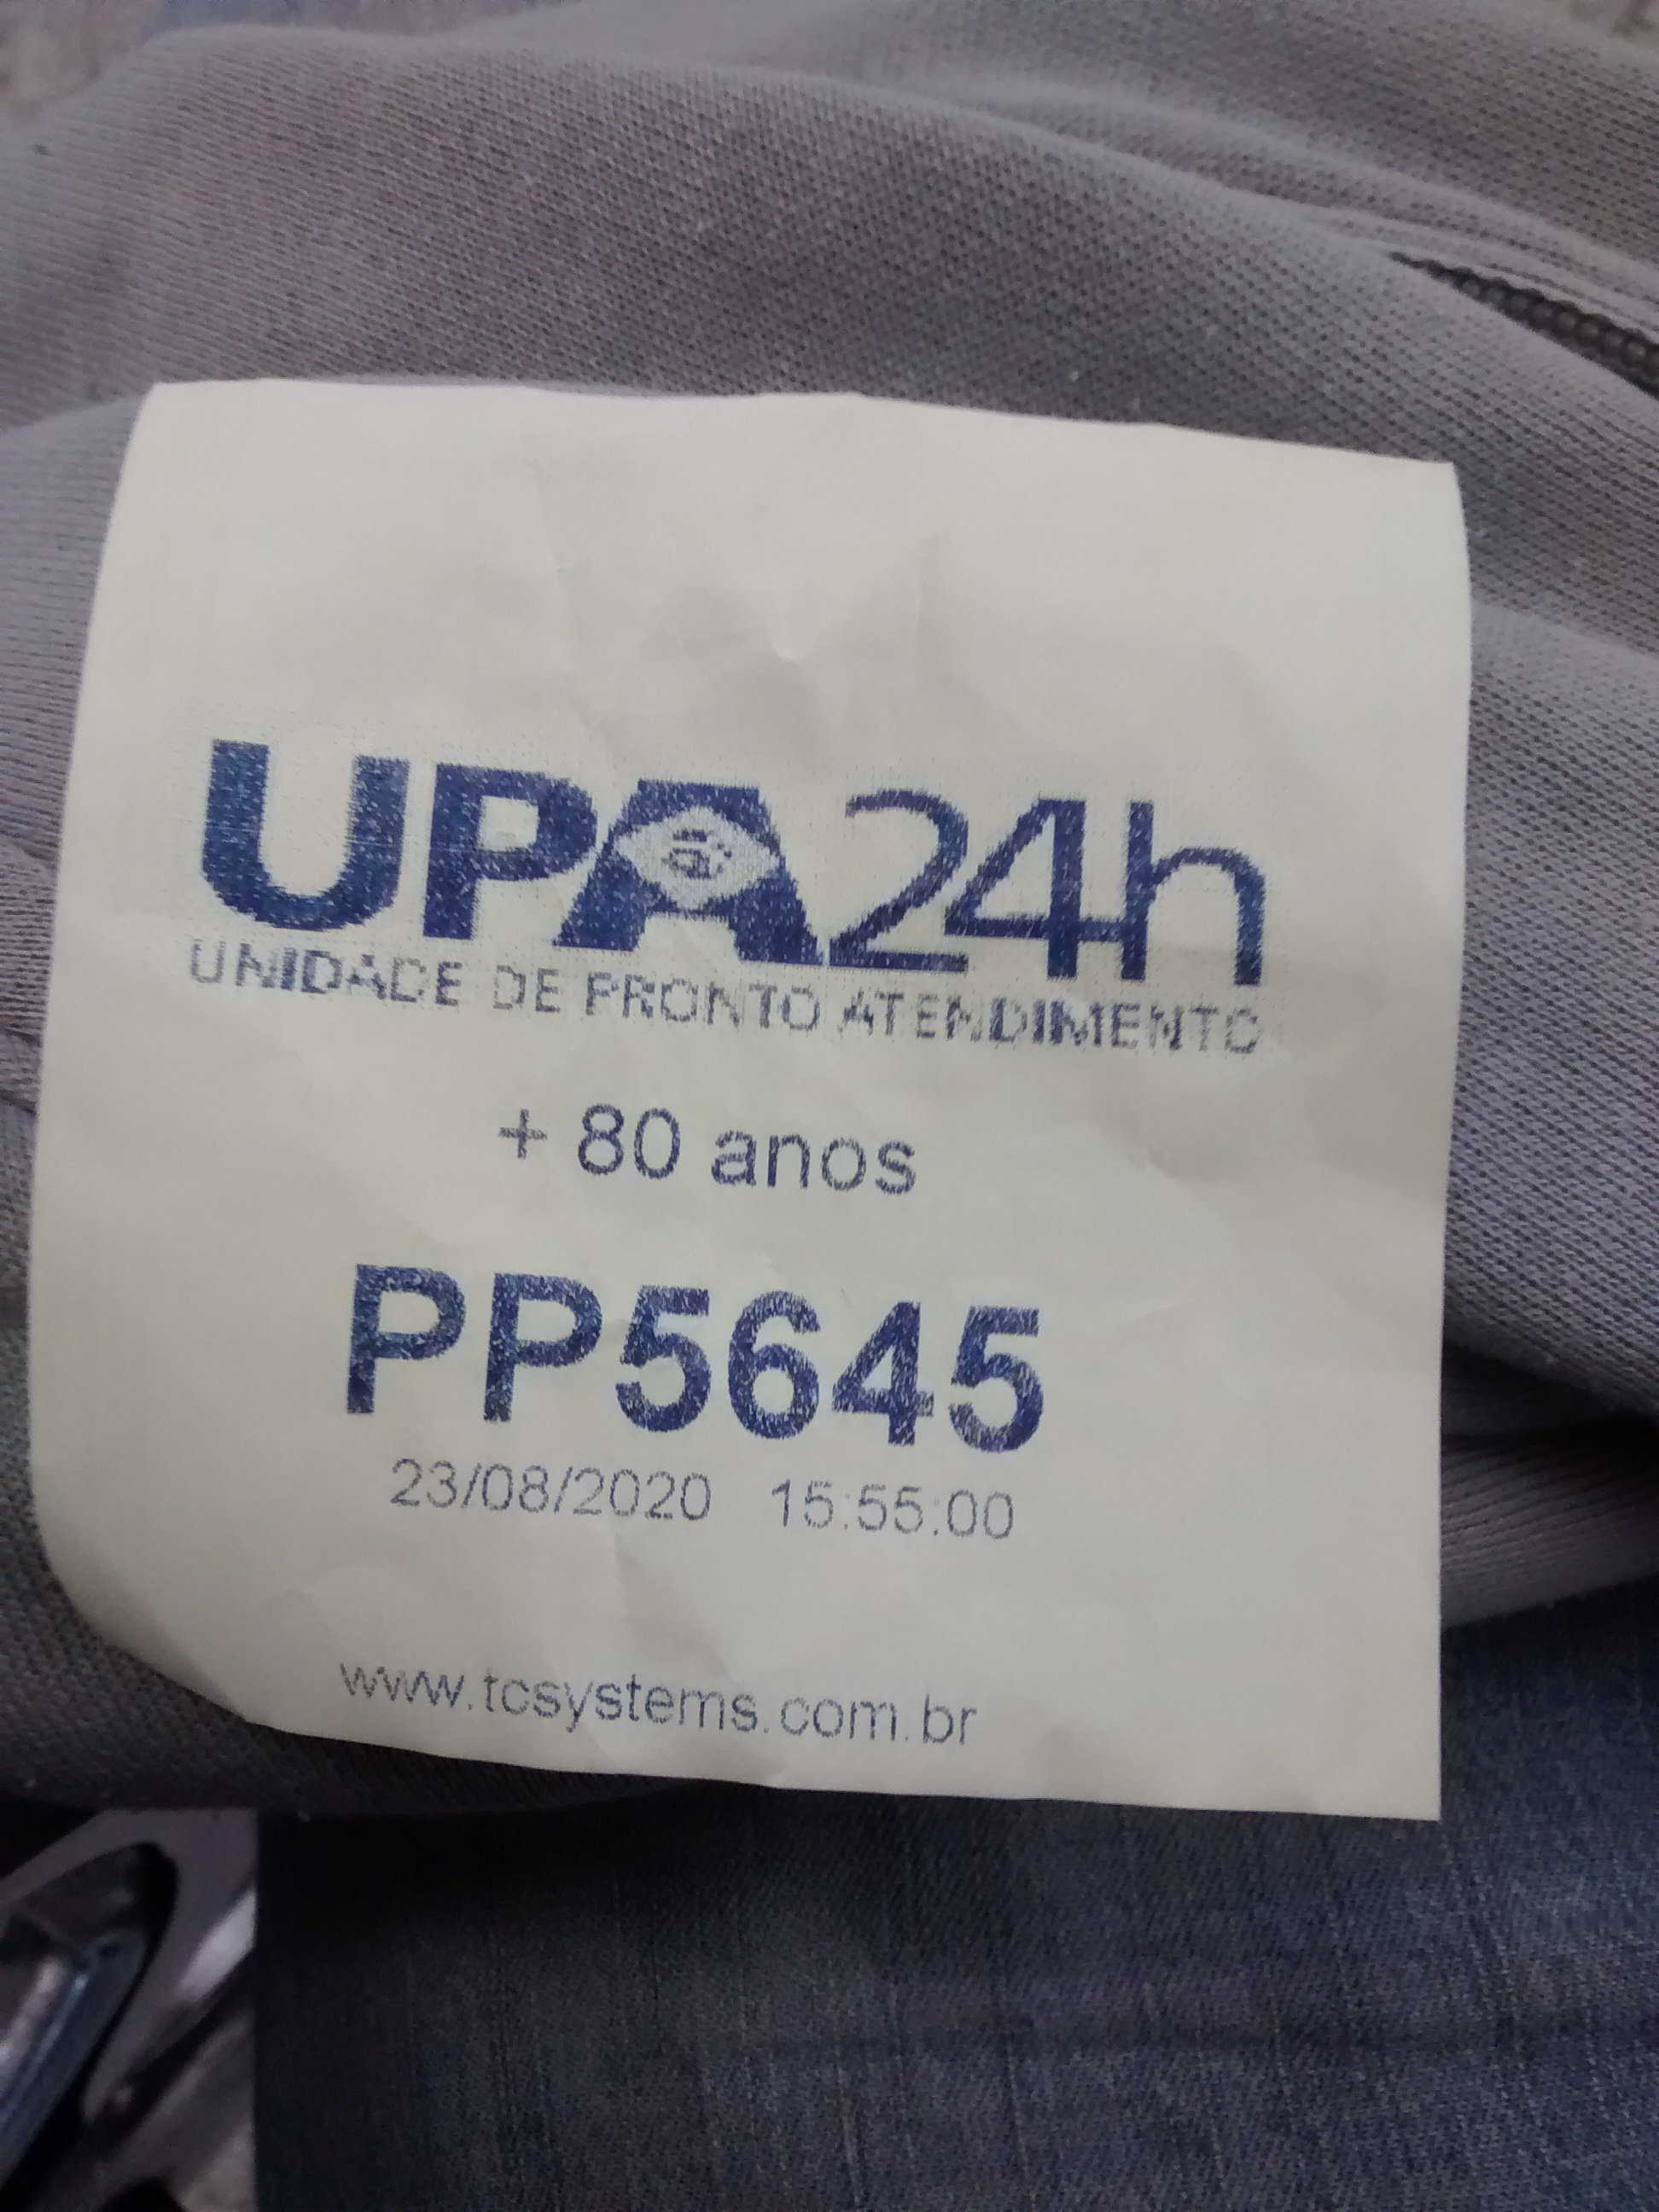 UPA24h
UNIDADE DE PRONTO ATENDIMENTO
+ 80 anos
PP5645
23/08/2020 15:55:00
www.tcsystems.com.br